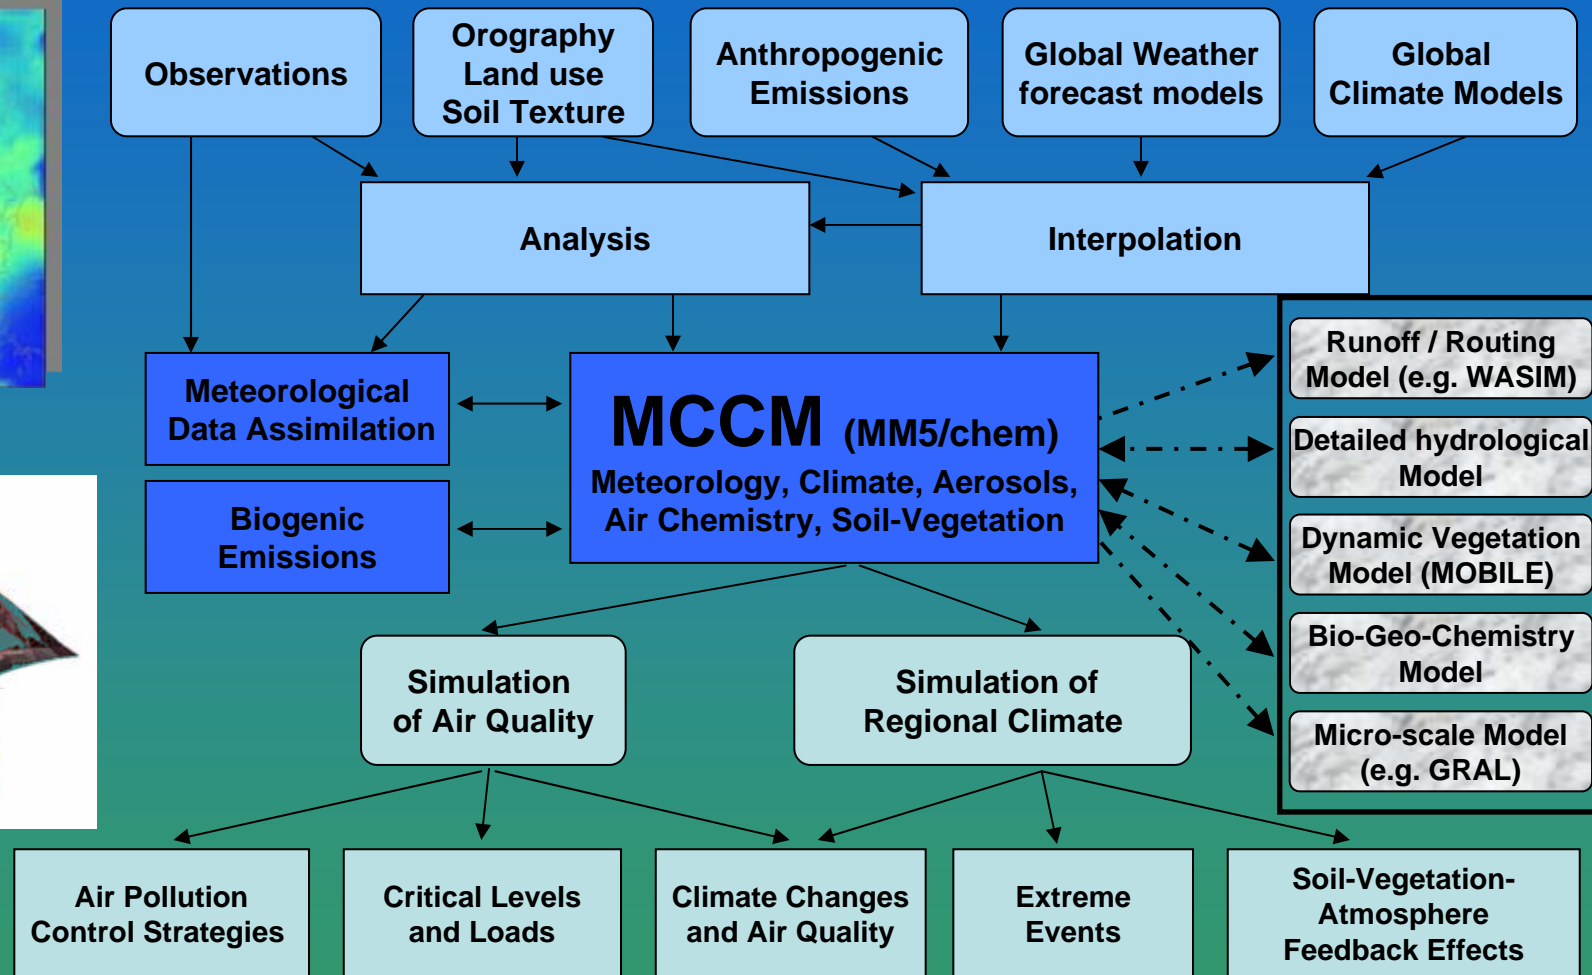 Observations
Orography
Land use
Soil Texture
Anthropogenic
Emissions
Global Weather
forecast models
Global
Climate Models
Analysis
Interpolation
Meteorological
Data Assimilation
Biogenic
Emissions
MCCM (MM5/chem)
Meteorology, Climate, Aerosols,
Air Chemistry, Soil-Vegetation
Runoff / Routing
Model (e.g. WASIM)
Detailed hydrological
Model
Dynamic Vegetation
Model (MOBILE)
Bio-Geo-Chemistry
Model
Micro-scale Model
(e.g. GRAL)
Simulation
of Air Quality
Simulation of
Regional Climate
Air Pollution
Control Strategies
Critical Levels
and Loads
Climate Changes
and Air Quality
Extreme
Events
Soil-Vegetation-
Atmosphere
Feedback Effects